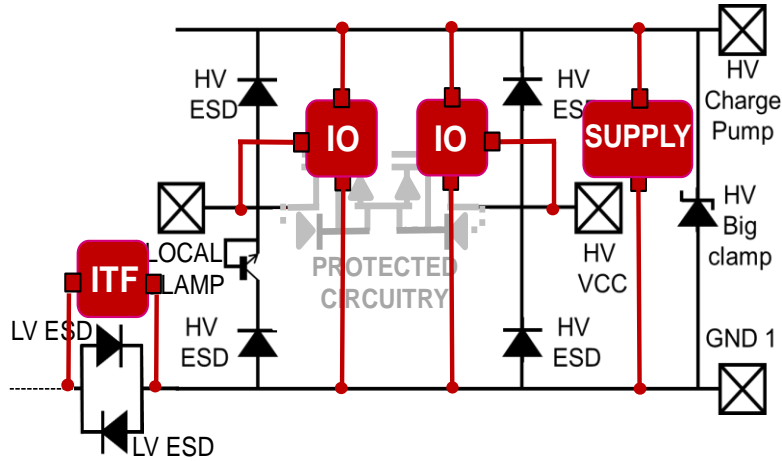 HV
ESD
HV
ES
IO
IO
SUPPLY
HV
Charge
Pump
HV
Big
clamp
LOCAL
LAMP
PROTECTED
CIRCUITRY
HV
VCC
ITF
LV ESD
HV
ESD
HV
ESD
GND 1
LV ESD